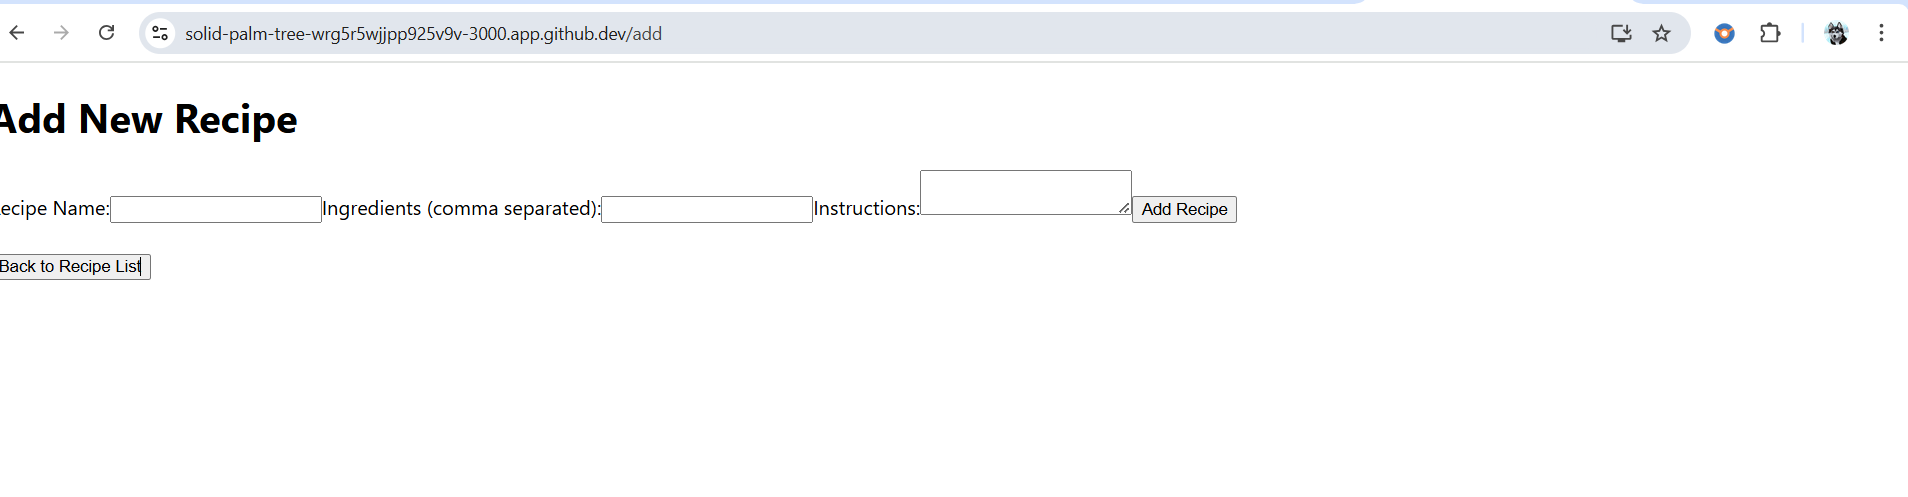 solid-palm-tree-wrg5r5wjjpp925v9v-3000.app.github.dev/add
Add New Recipe
ecipe Name: Ingredients (comma separated): Instructions: Add Recipe
Back to Recipe List